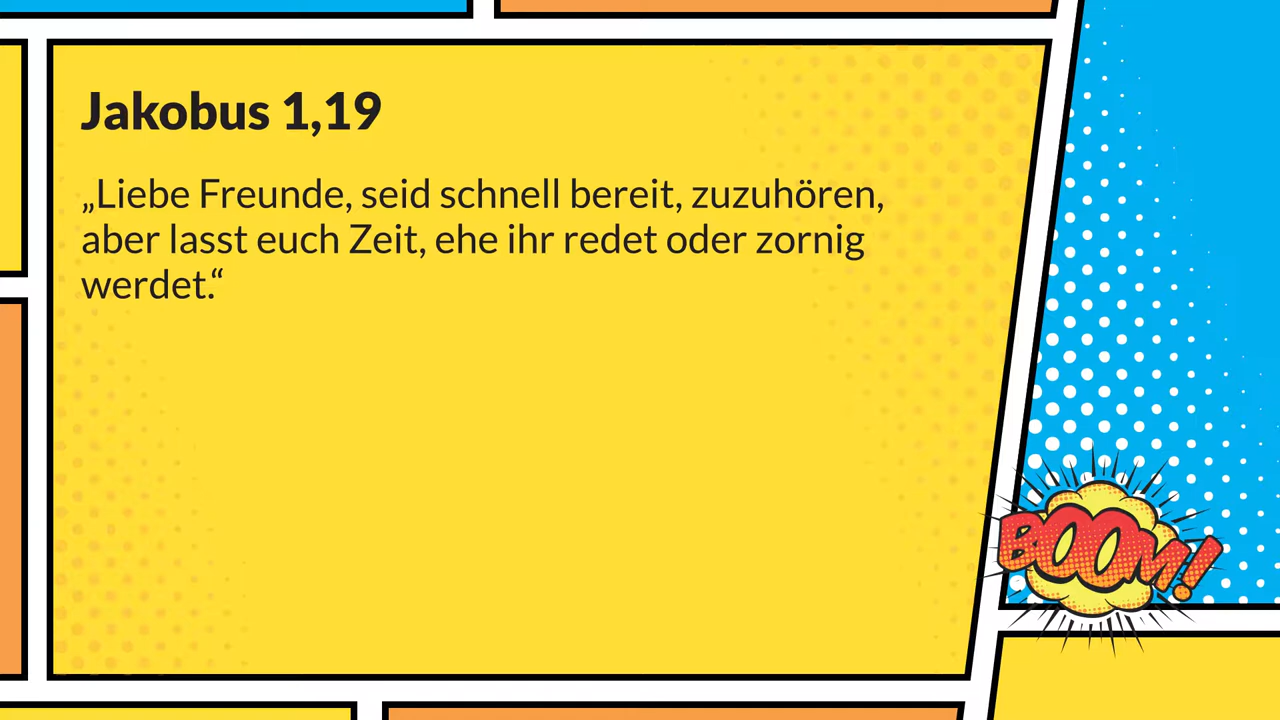 Jakobus 1,19
„Liebe Freunde, seid schnell bereit, zuzuhören,
aber lasst euch Zeit, ehe ihr redet oder zornig
werdet.“
BOOM!